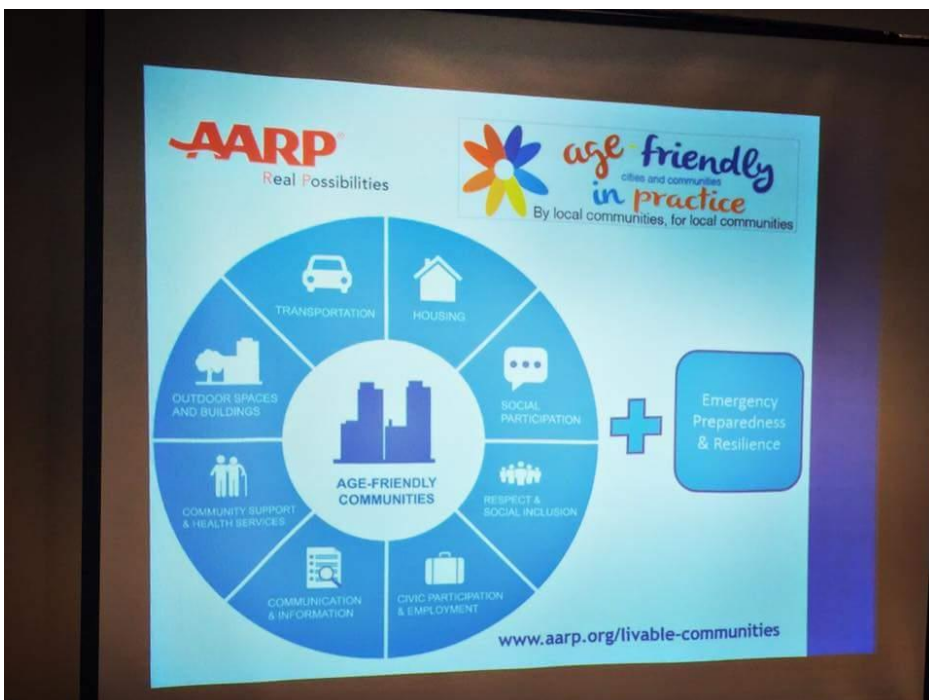 AARP
Real Possibilities
age-friendly
cities and communities
in practice
By local communities, for local communities
TRANSPORTATION
HOUSING
OUTDOOR SPACES
AND BUILDINGS
SOCIAL
PARTICIPATION
COMMUNITY SUPPORT
& HEALTH SERVICES
AGE-FRIENDLY
COMMUNITIES
RESPECT &
SOCIAL INCLUSION
COMMUNICATION
& INFORMATION
CIVIC PARTICIPATION
& EMPLOYMENT
Emergency
Preparedness
& Resilience
www.aarp.org/livable-communities